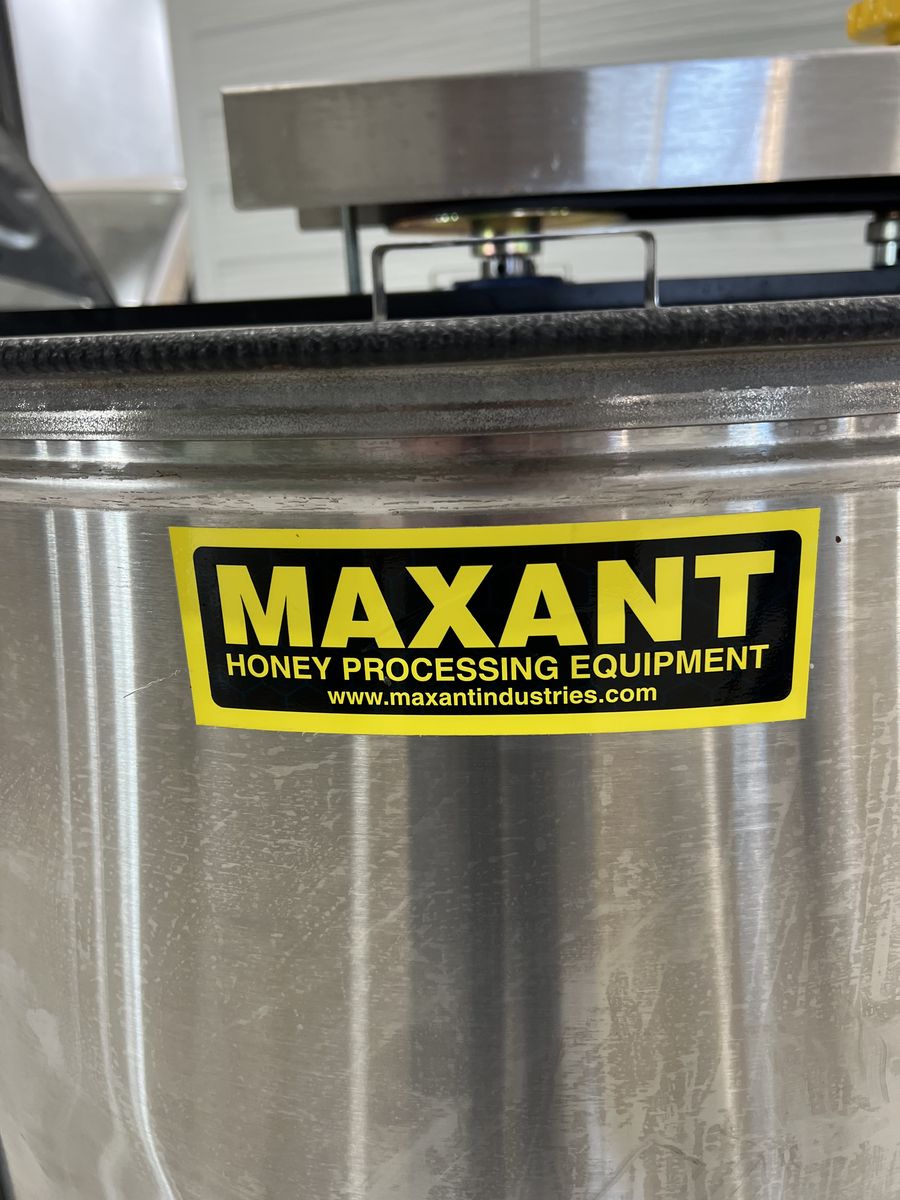 MAXANT
HONEY PROCESSING EQUIPMENT
www.maxantindustries.com